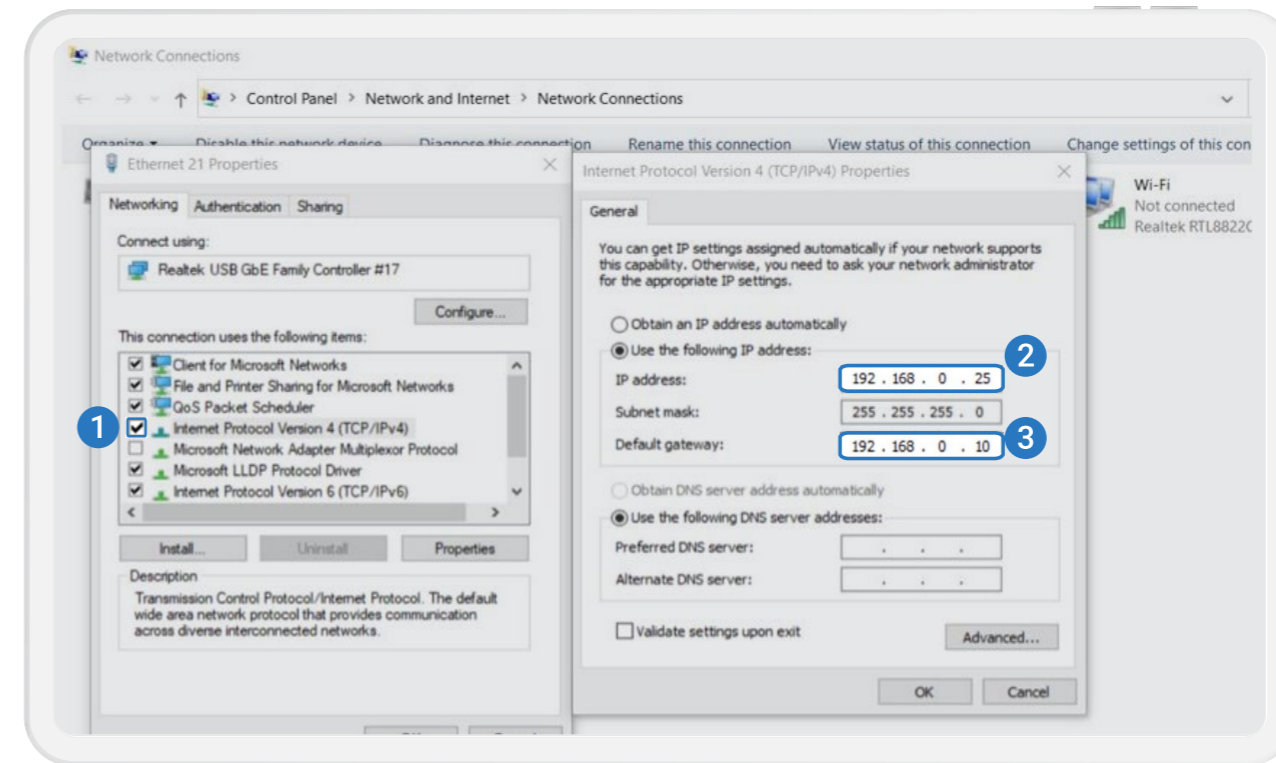 Network Connections
Control Panel > Network and Internet > Network Connections
Organize Disable this network device Diagnose this connection Rename this connection View status of this connection Change settings of this con
Ethernet 21 Properties
Networking Authentication Sharing
Connect using:
Realtek USB GbE Family Controller #17
Configure...
This connection uses the following items:
Client for Microsoft Networks
File and Printer Sharing for Microsoft Networks
QoS Packet Scheduler
1 Internet Protocol Version 4 (TCP/IPv4)
Microsoft Network Adapter Multiplexor Protocol
Microsoft LLDP Protocol Driver
Internet Protocol Version 6 (TCP/IPv6)
Install... Uninstall Properties
Description
Transmission Control Protocol/Internet Protocol. The default
wide area network protocol that provides communication
across diverse interconnected networks.
Internet Protocol Version 4 (TCP/IPv4) Properties
General
You can get IP settings assigned automatically if your network supports
this capability. Otherwise, you need to ask your network administrator
for the appropriate IP settings.
Obtain an IP address automatically
Use the following IP address:
IP address: 192 . 168 . 0 . 25 2
Subnet mask: 255 . 255 . 255 . 0
Default gateway: 192 . 168 . 0 . 10 3
Obtain DNS server address automatically
Use the following DNS server addresses:
Preferred DNS server: . . .
Alternate DNS server: . . .
Validate settings upon exit
Advanced...
OK Cancel
Wi-Fi
Not connected
Realtek RTL8822C